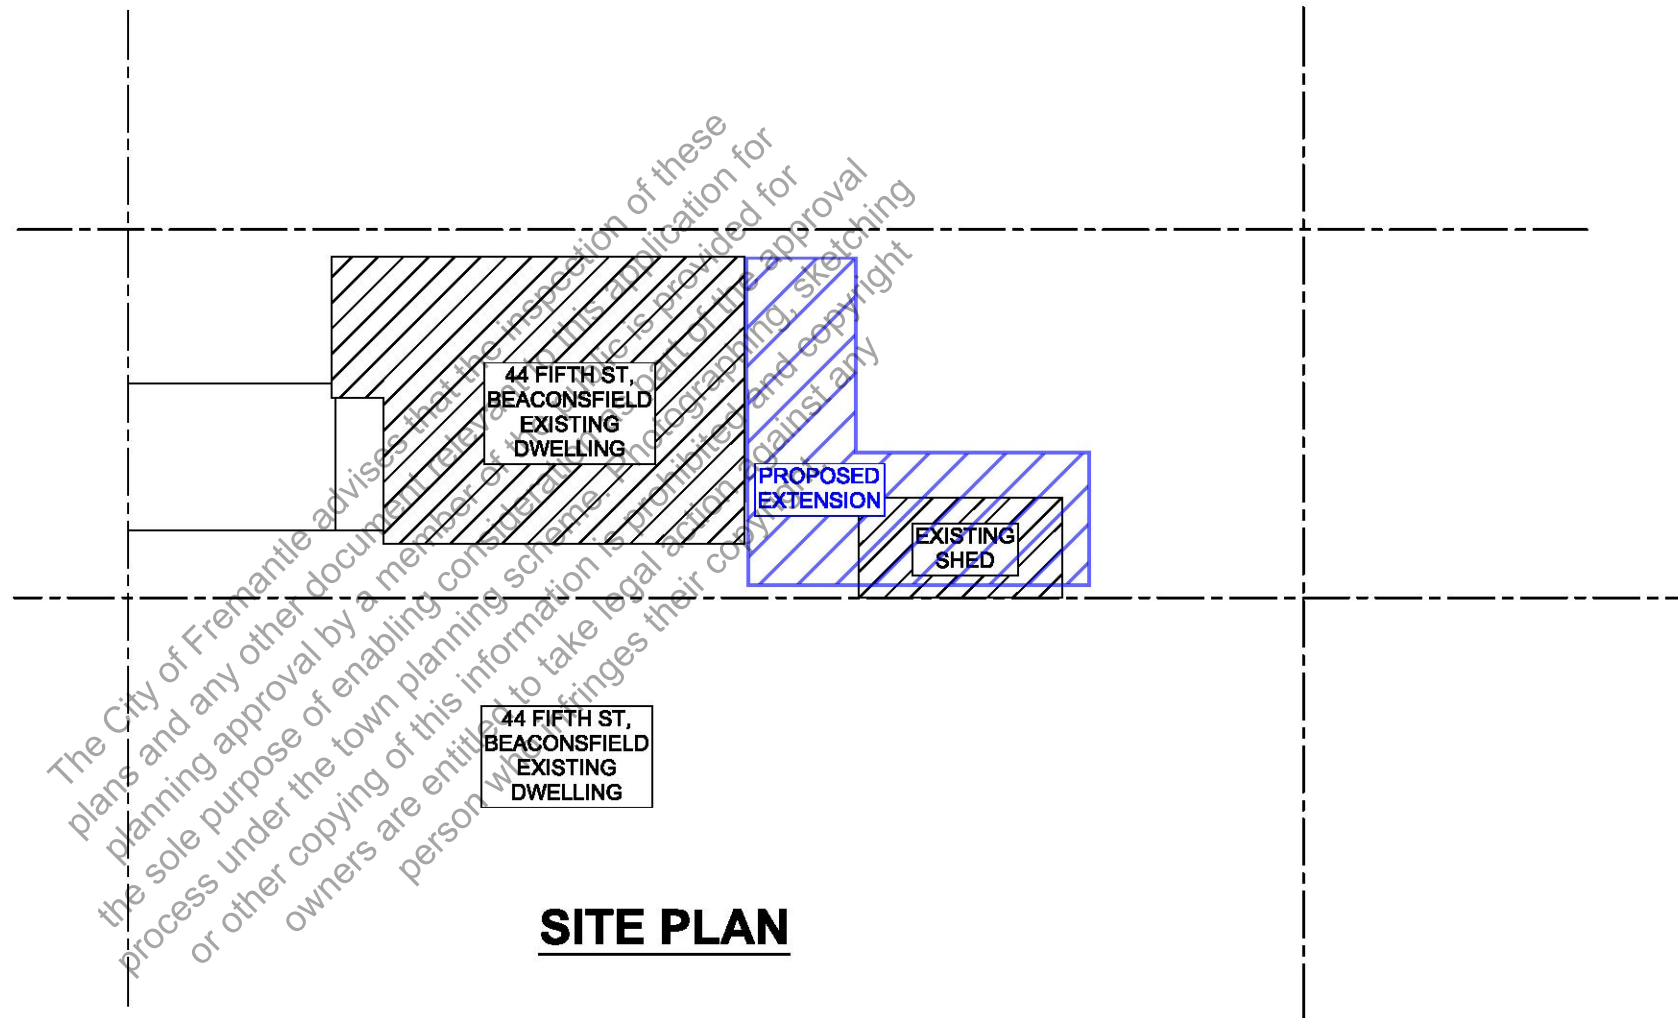 44 FIFTH ST,
BEACONSFIELD
EXISTING
DWELLING
PROPOSED
EXTENSION
EXISTING
SHED
44 FIFTH ST,
BEACONSFIELD
EXISTING
DWELLING
SITE PLAN
The City of Fremantle advises that the inspection of these
plans and any other document relevant to this application for
planning approval by a member of the public is provided for
the sole purpose of enabling consideration as part of the approval
process under the town planning scheme. Photographing, sketching
or other copying of this information is prohibited and copyright
owners are entitled to take legal action against any
person who infringes their copyright.